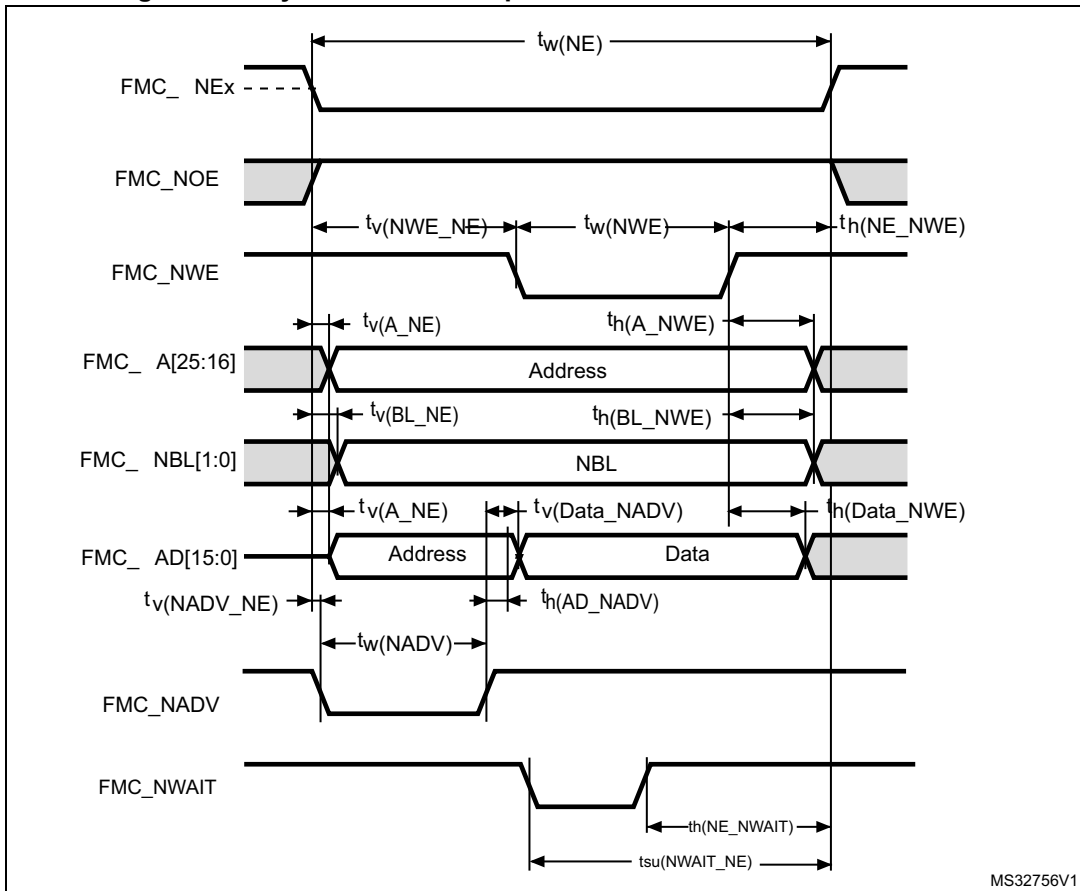 tw(NE)
FMC_ NEx
FMC_NOE
tv(NWE_NE) tw(NWE) th(NE_NWE)
FMC_NWE
tv(A_NE) th(A_NWE)
FMC_ A[25:16] Address
tv(BL_NE) th(BL_NWE)
FMC_ NBL[1:0] NBL
tv(A_NE) tv(Data_NADV) th(Data_NWE)
FMC_ AD[15:0] Address Data
tv(NADV_NE) th(AD_NADV)
tw(NADV)
FMC_NADV
FMC_NWAIT
th(NE_NWAIT)
tsu(NWAIT_NE)
MS32756V1